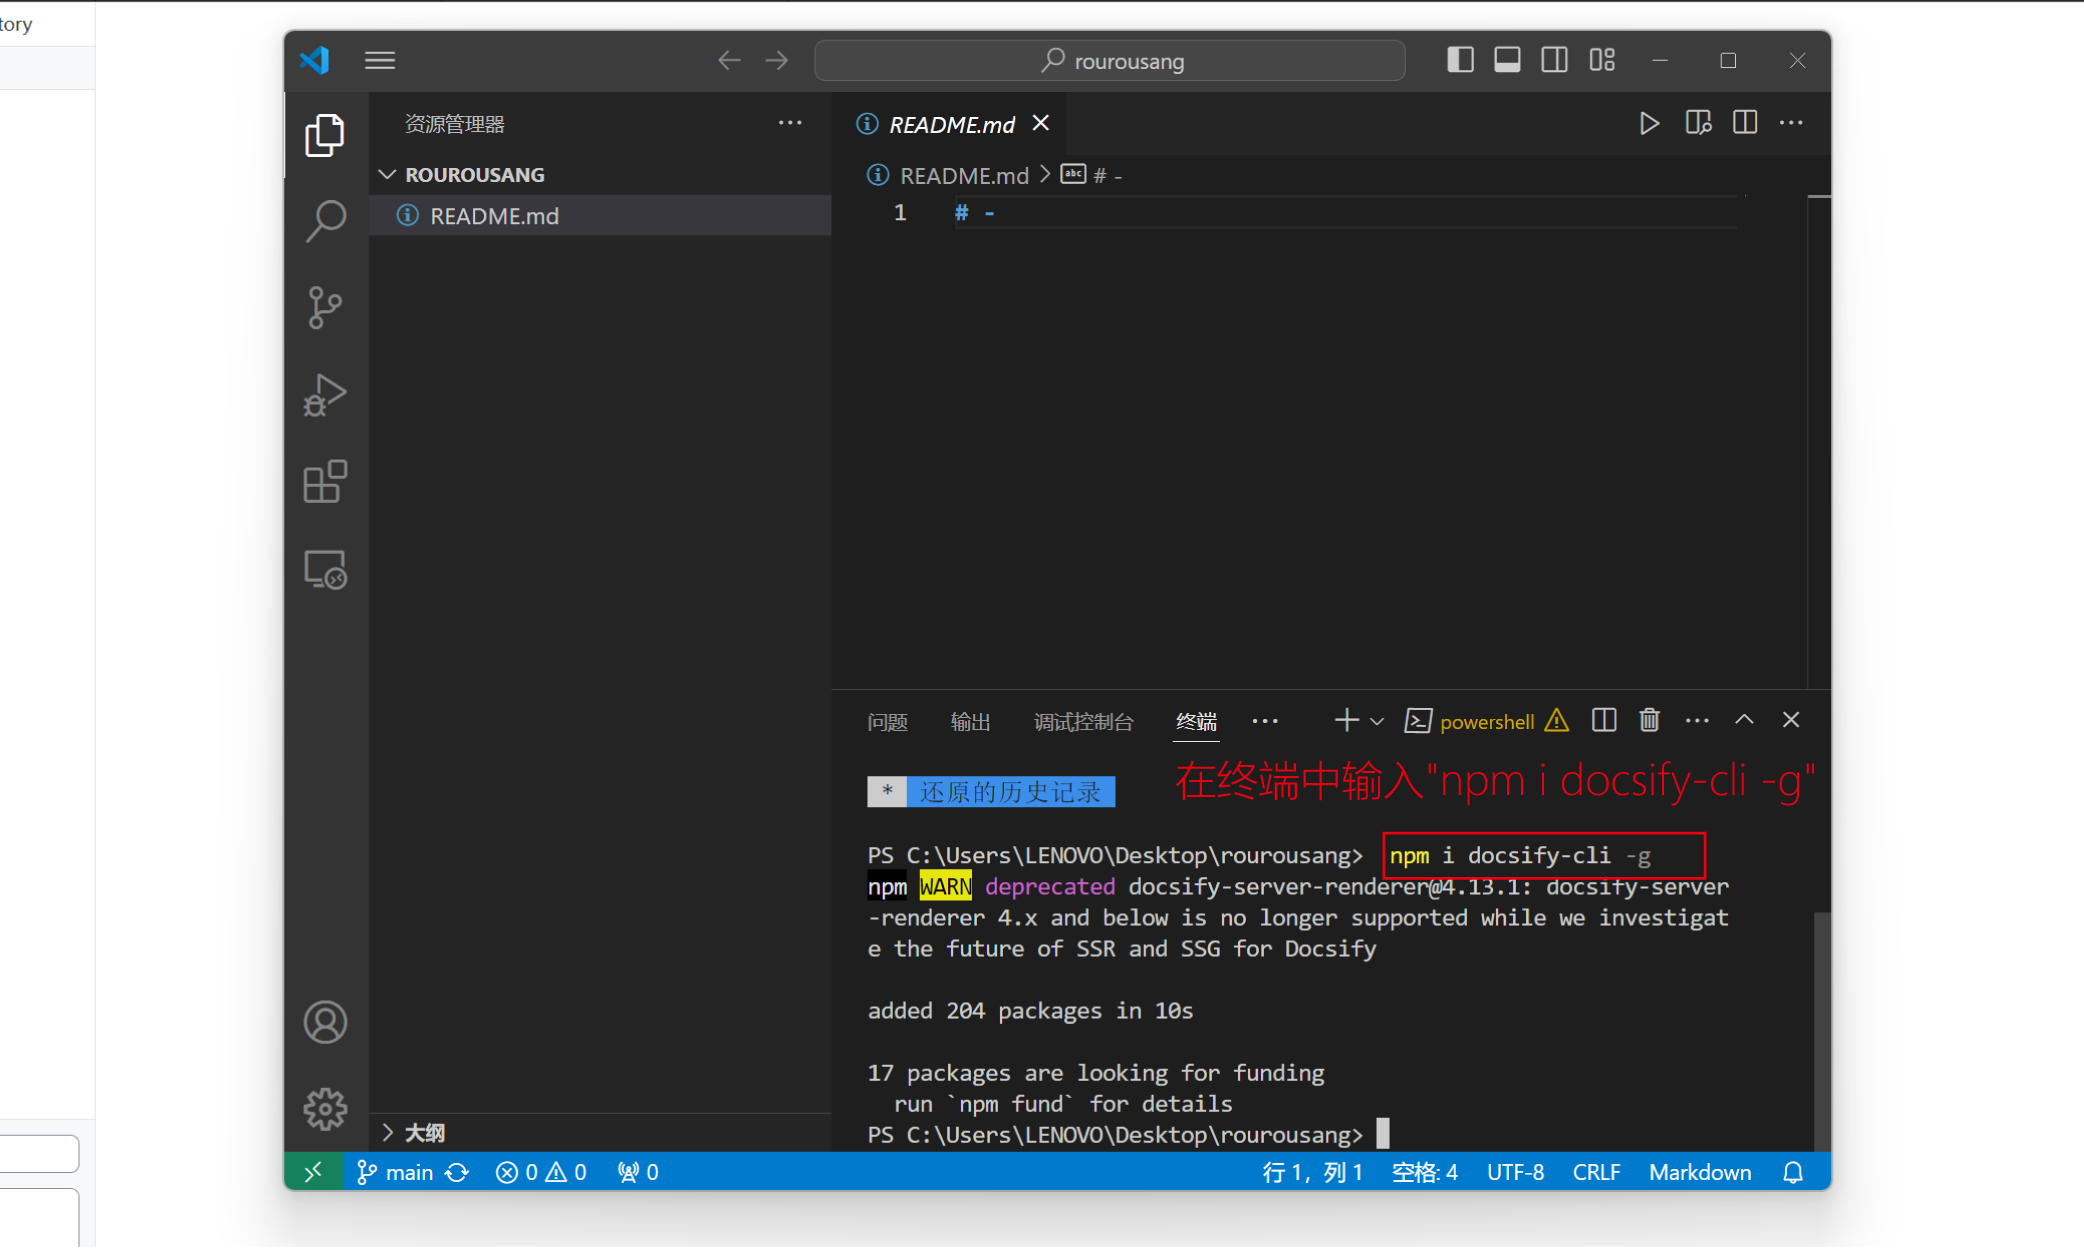 tory
rourousang
资源管理器
ROUROUSANG
README.md
README.md
README.md # -
1 # -
问题 输出 调试控制台 终端 powershell
* 还原的历史记录
在终端中输入"npm i docsify-cli -g"
PS C:\Users\LENOVO\Desktop\rourousang> npm i docsify-cli -g
npm WARN deprecated docsify-server-renderer@4.13.1: docsify-server
-renderer 4.x and below is no longer supported while we investigat
e the future of SSR and SSG for Docsify
added 204 packages in 10s
17 packages are looking for funding
run `npm fund` for details
PS C:\Users\LENOVO\Desktop\rourousang>
大纲
main 0 0 0 行 1，列 1 空格: 4 UTF-8 CRLF Markdown